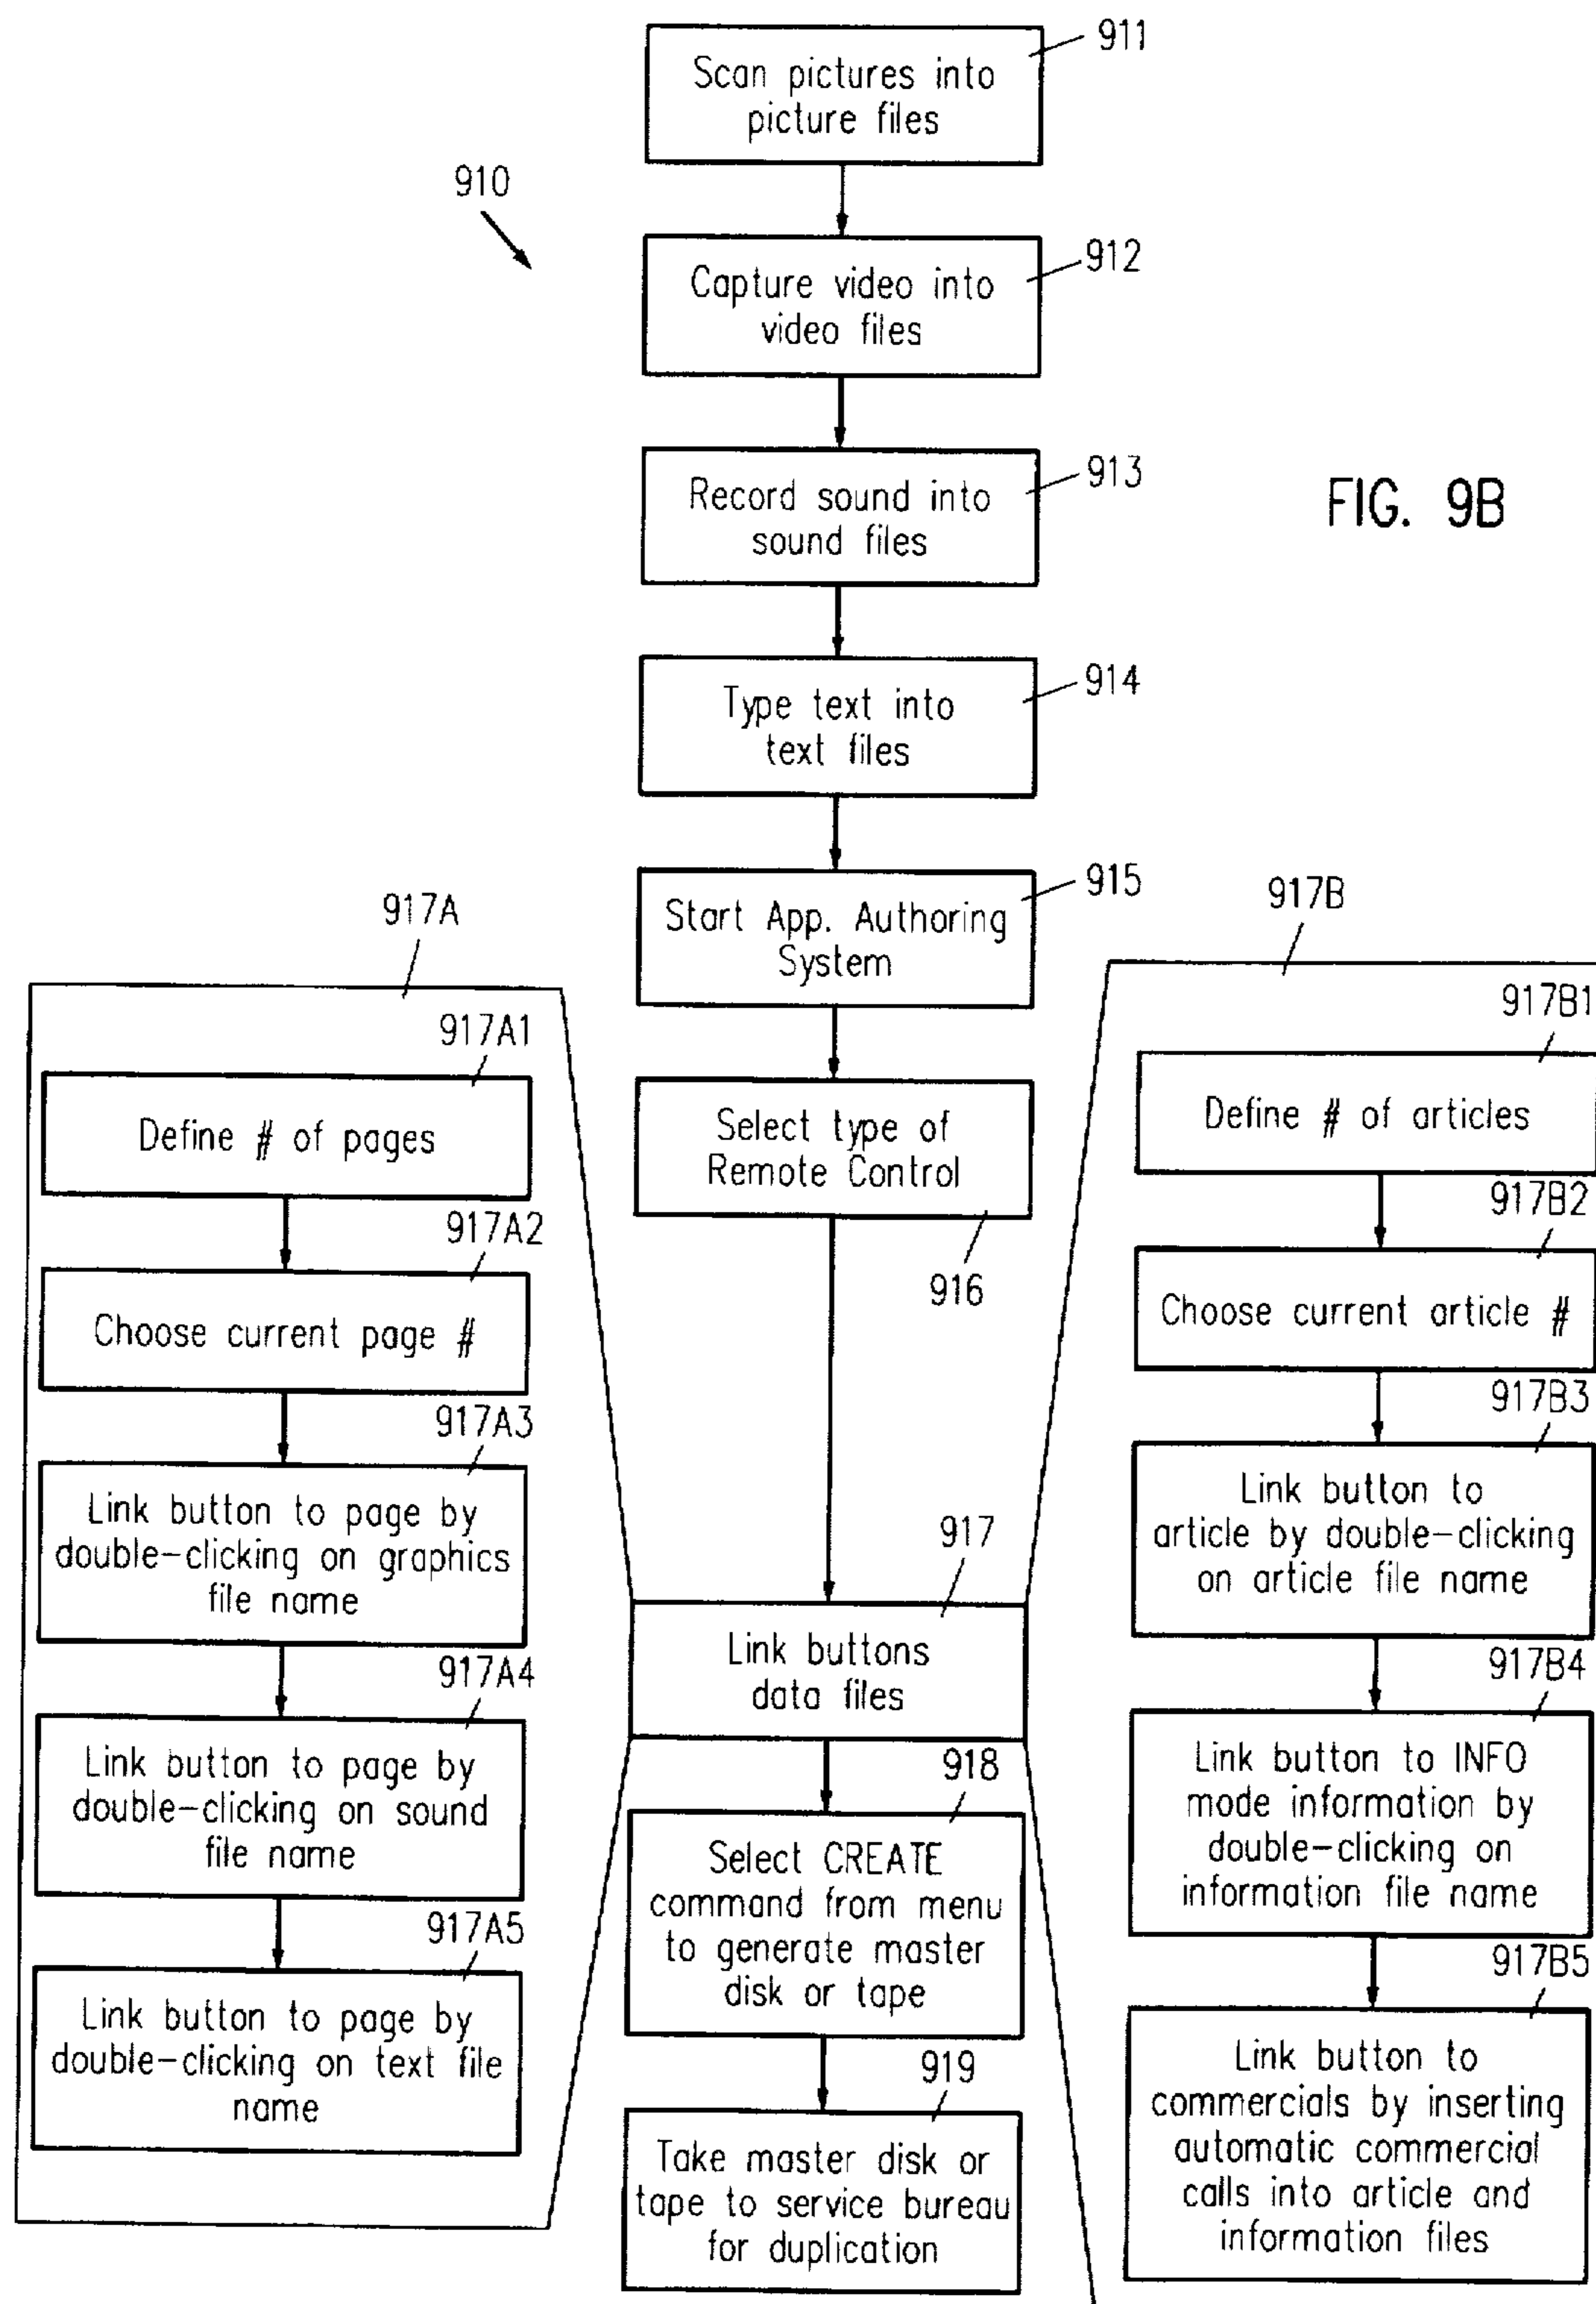 911
Scan pictures into
picture files
910
912
Capture video into
video files
913
Record sound into
sound files
FIG. 9B
914
Type text into
text files
915
Start App. Authoring
System
Select type of
Remote Control
916
917A
917A1
Define # of pages
917A2
Choose current page #
917A3
Link button to page by
double-clicking on graphics
file name
917A4
Link button to page by
double-clicking on sound
file name
917A5
Link button to page by
double-clicking on text file
name
917
Link buttons
data files
918
Select CREATE
command from menu
to generate master
disk or tape
919
Take master disk or
tape to service bureau
for duplication
917B
917B1
Define # of articles
917B2
Choose current article #
917B3
Link button to
article by double-clicking
on article file name
917B4
Link button to INFO
mode information by
double-clicking on
information file name
917B5
Link button to
commercials by inserting
automatic commercial
calls into article and
information files